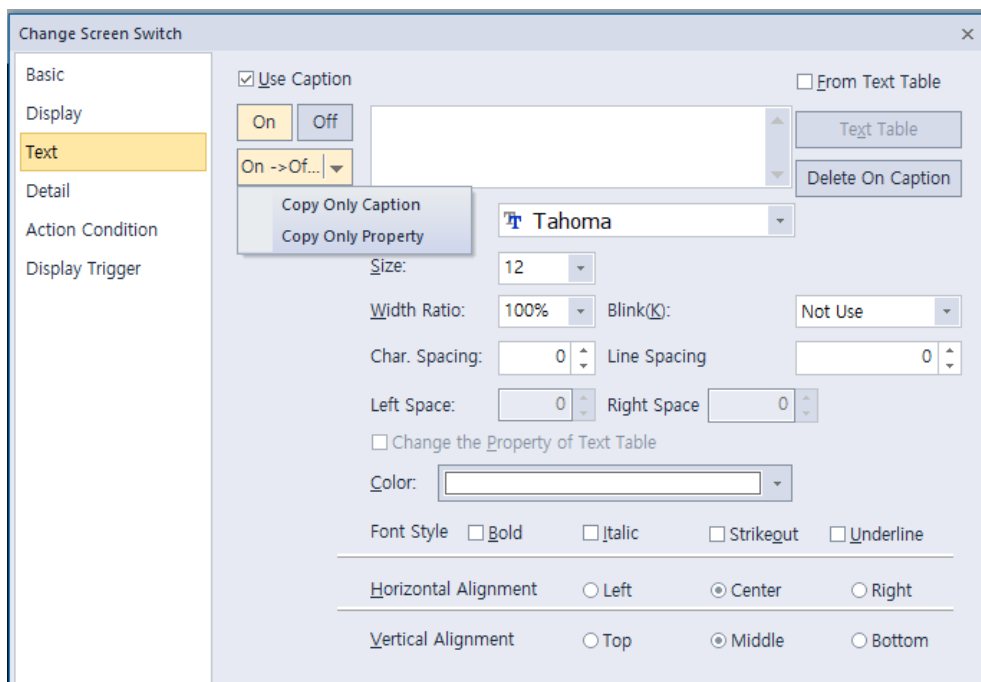 Change Screen Switch
Basic
Display
Text
Detail
Action Condition
Display Trigger
Use Caption
From Text Table
On
Off
Text Table
On ->Of...
Delete On Caption
Copy Only Caption
Copy Only Property
Tahoma
Size:
12
Width Ratio:
100%
Blink(K):
Not Use
Char. Spacing:
0
Line Spacing
0
Left Space:
0
Right Space
0
Change the Property of Text Table
Color:
Font Style
Bold
Italic
Strikeout
Underline
Horizontal Alignment
Left
Center
Right
Vertical Alignment
Top
Middle
Bottom